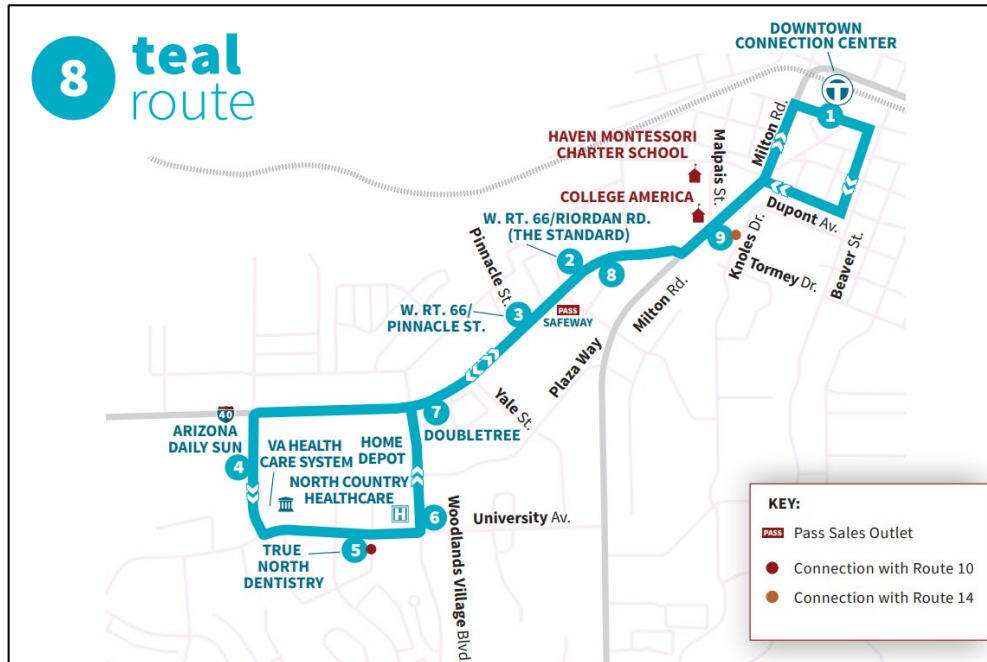 8
teal
route
DOWNTOWN
CONNECTION CENTER
1
Milton Rd.
HAVEN MONTESSORI
CHARTER SCHOOL
Malpais St.
COLLEGE AMERICA
Dupont Av.
W. RT. 66/RIORDAN RD.
(THE STANDARD)
9
Knoles Dr.
Beaver St.
Tormey Dr.
2
8
Pinnacle St.
Milton Rd.
3
W. RT. 66/
PINNACLE ST.
PASS
SAFEWAY
Plaza Way
Yale St.
7
DOUBLETREE
40
ARIZONA
DAILY SUN
4
VA HEALTH
CARE SYSTEM
HOME
DEPOT
NORTH COUNTRY
HEALTHCARE
H
6
University Av.
Woodlands Village Blvd.
TRUE
NORTH
DENTISTRY
5
KEY:
PASS Pass Sales Outlet
Connection with Route 10
Connection with Route 14